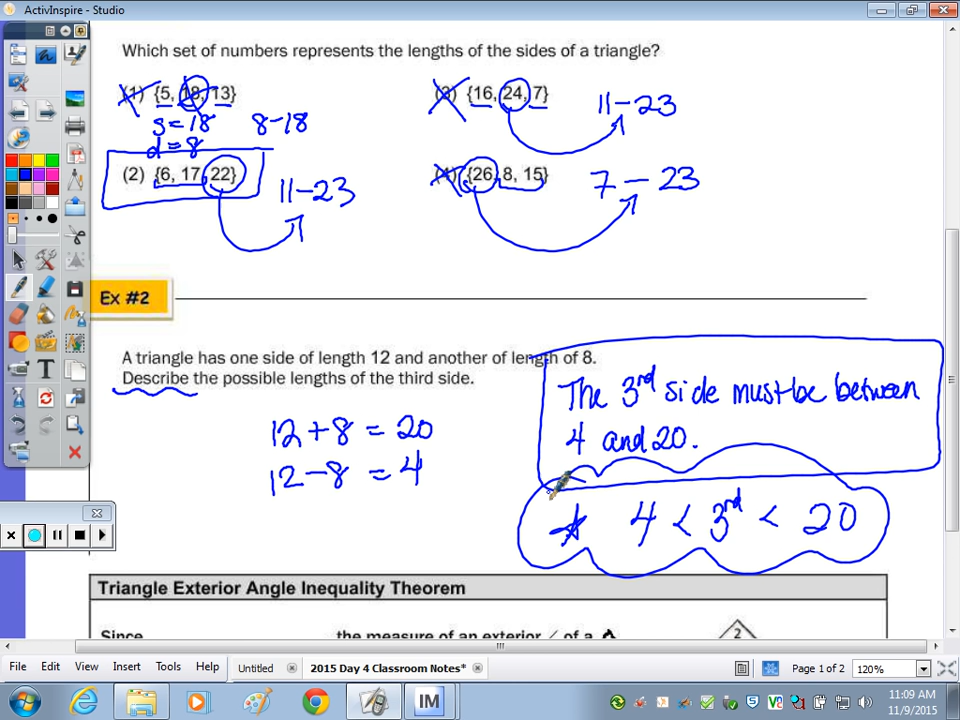 ActivInspire - Studio
Which set of numbers represents the lengths of the sides of a triangle?
(1) {5, 18, 13}
s = 18 8-18
d = 8
(3) {16, 24, 7} 11-23
(2) {6, 17, 22} 11-23
(4) {26, 8, 15} 7-23
Ex #2
A triangle has one side of length 12 and another of length of 8.
Describe the possible lengths of the third side.
12 + 8 = 20
12 - 8 = 4
The 3rd side must be between
4 and 20.
4 < 3rd < 20
Triangle Exterior Angle Inequality Theorem
Since the measure of an exterior ∠ of a
2
File Edit View Insert Tools Help Untitled 2015 Day 4 Classroom Notes* Page 1 of 2 120%
IM
11:09 AM
11/9/2015